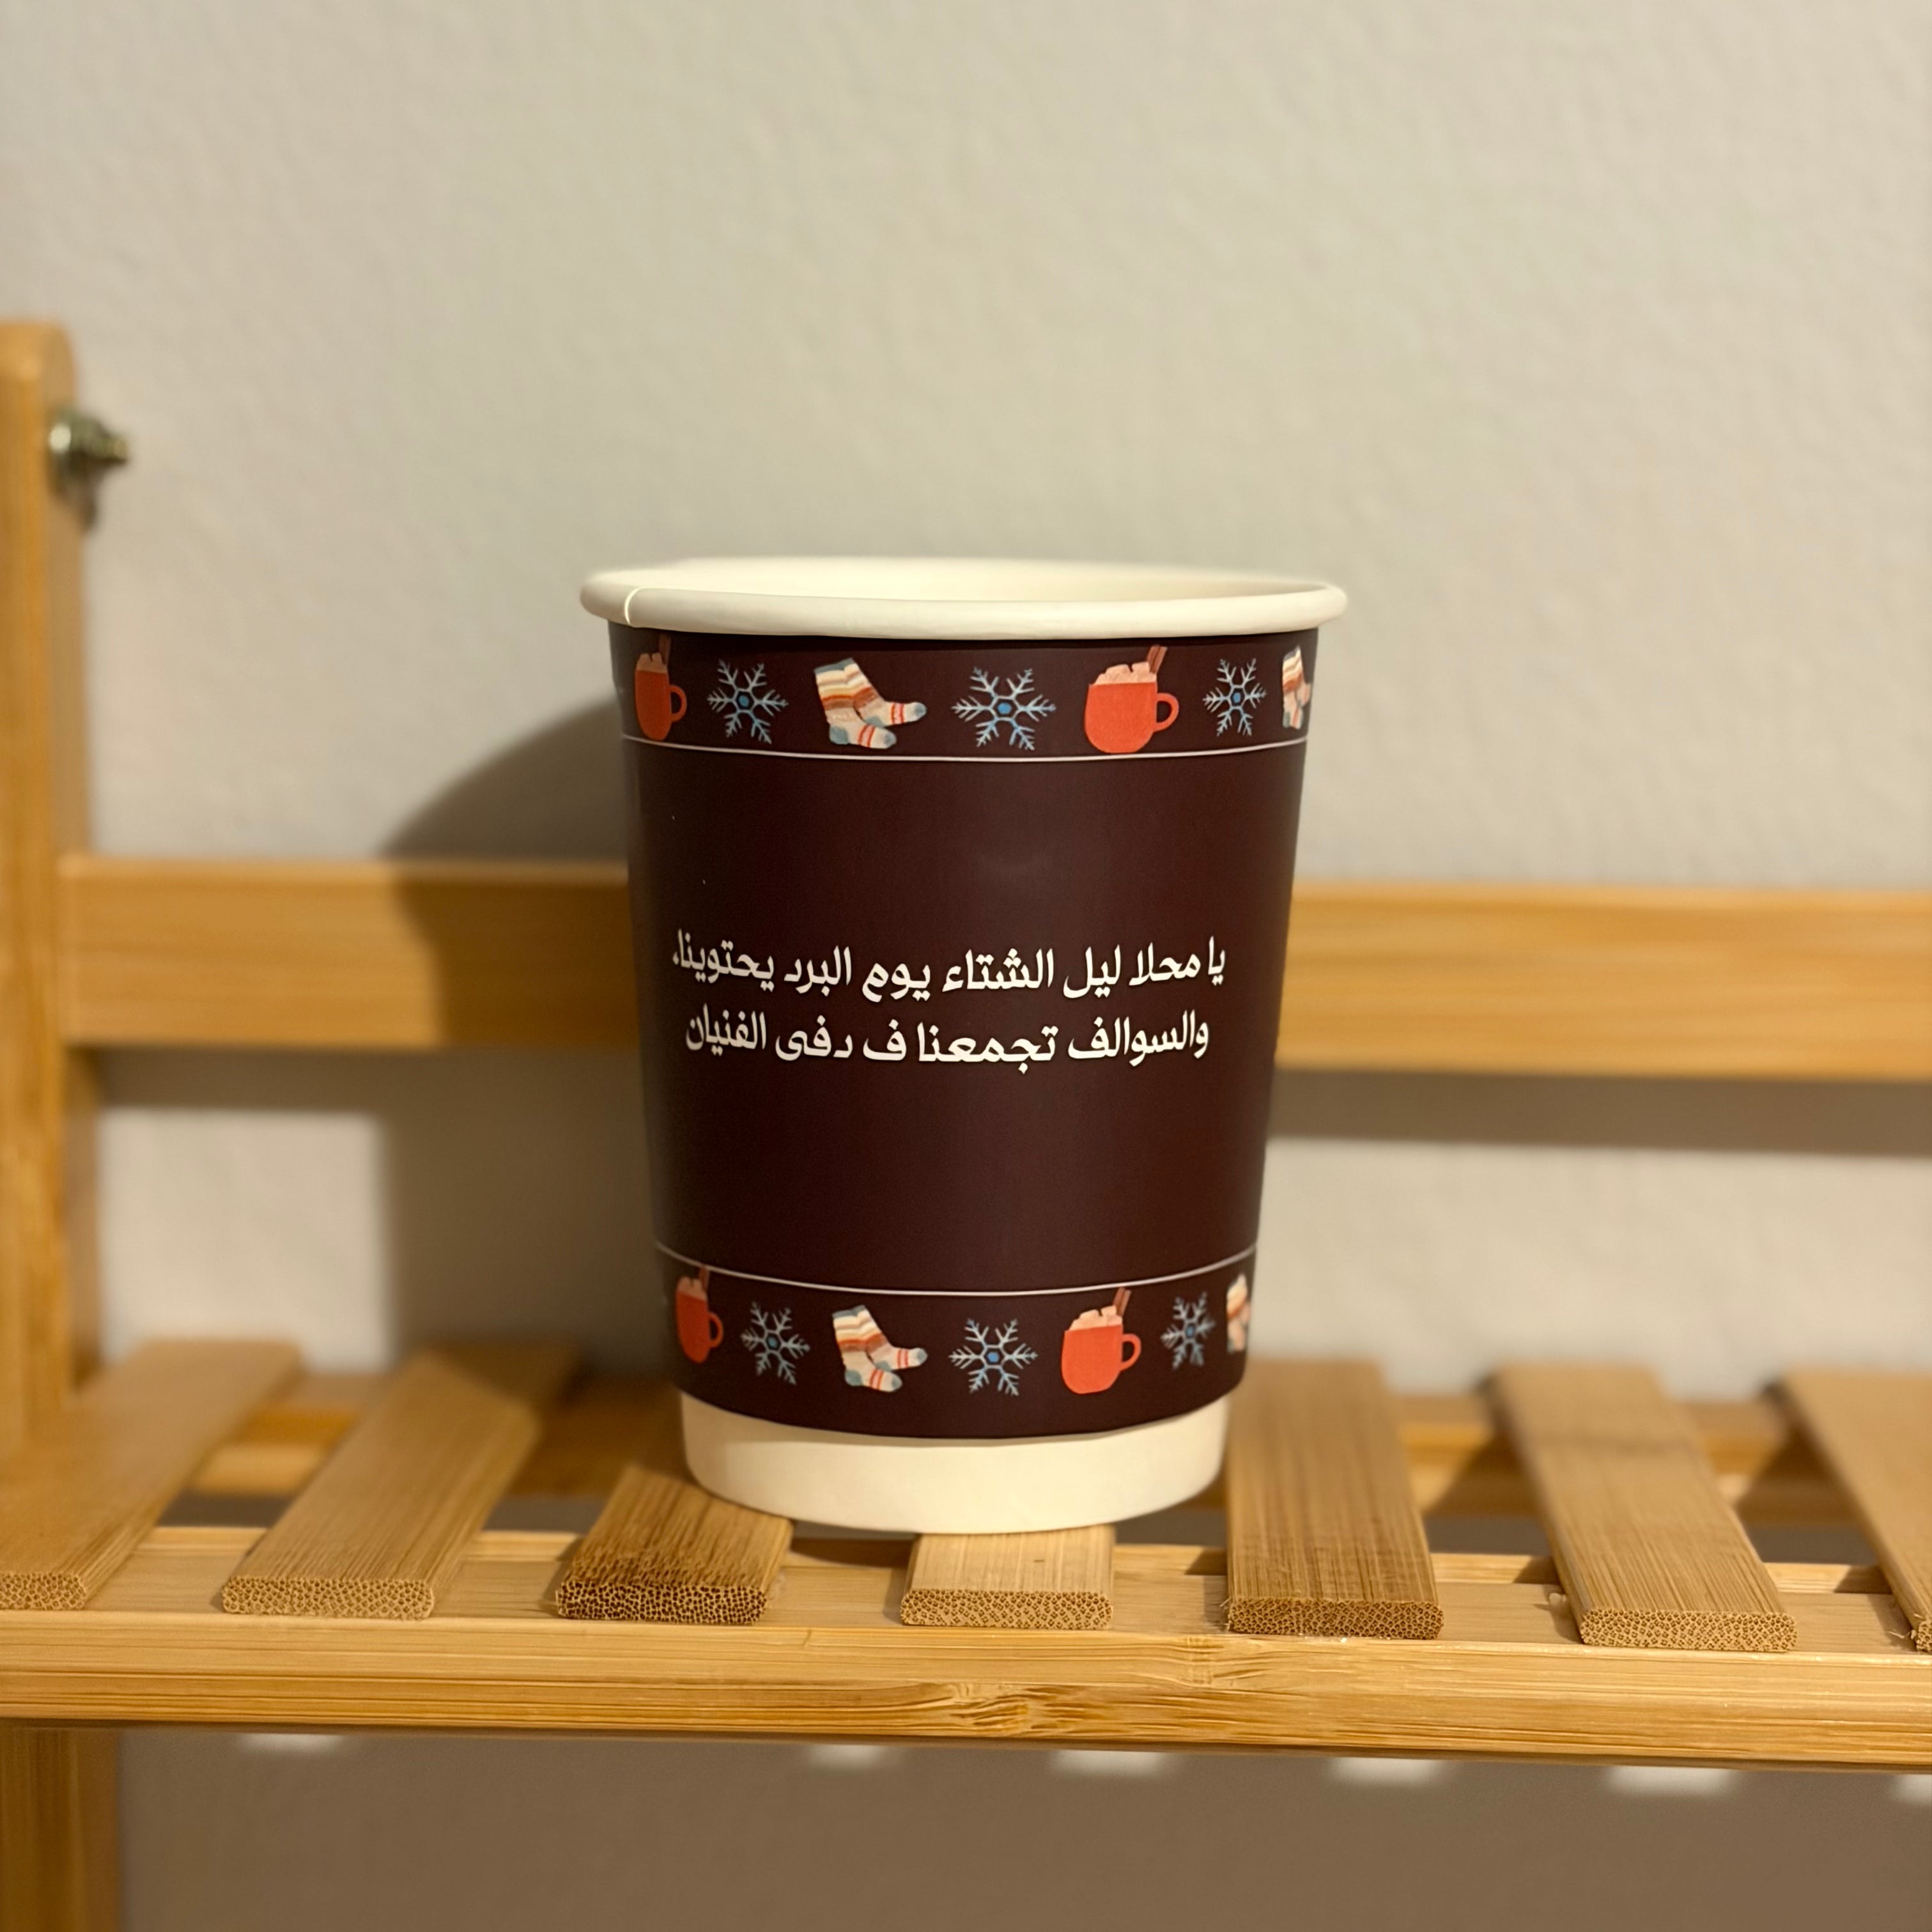 يا محلا ليل الشتاء يوم البرد يحتوينا.
والسوالف تجمعنا ف دفى الفنيان